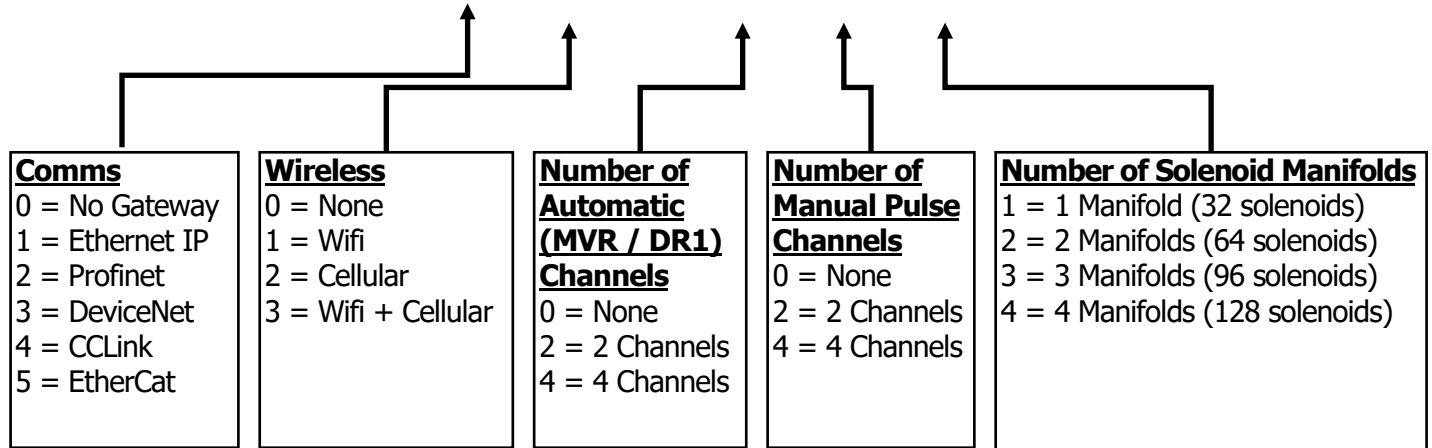 Comms
0 = No Gateway
1 = Ethernet IP
2 = Profinet
3 = DeviceNet
4 = CCLink
5 = EtherCat
Wireless
0 = None
1 = Wifi
2 = Cellular
3 = Wifi + Cellular
Number of
Automatic
(MVR / DR1)
Channels
0 = None
2 = 2 Channels
4 = 4 Channels
Number of
Manual Pulse
Channels
0 = None
2 = 2 Channels
4 = 4 Channels
Number of Solenoid Manifolds
1 = 1 Manifold (32 solenoids)
2 = 2 Manifolds (64 solenoids)
3 = 3 Manifolds (96 solenoids)
4 = 4 Manifolds (128 solenoids)